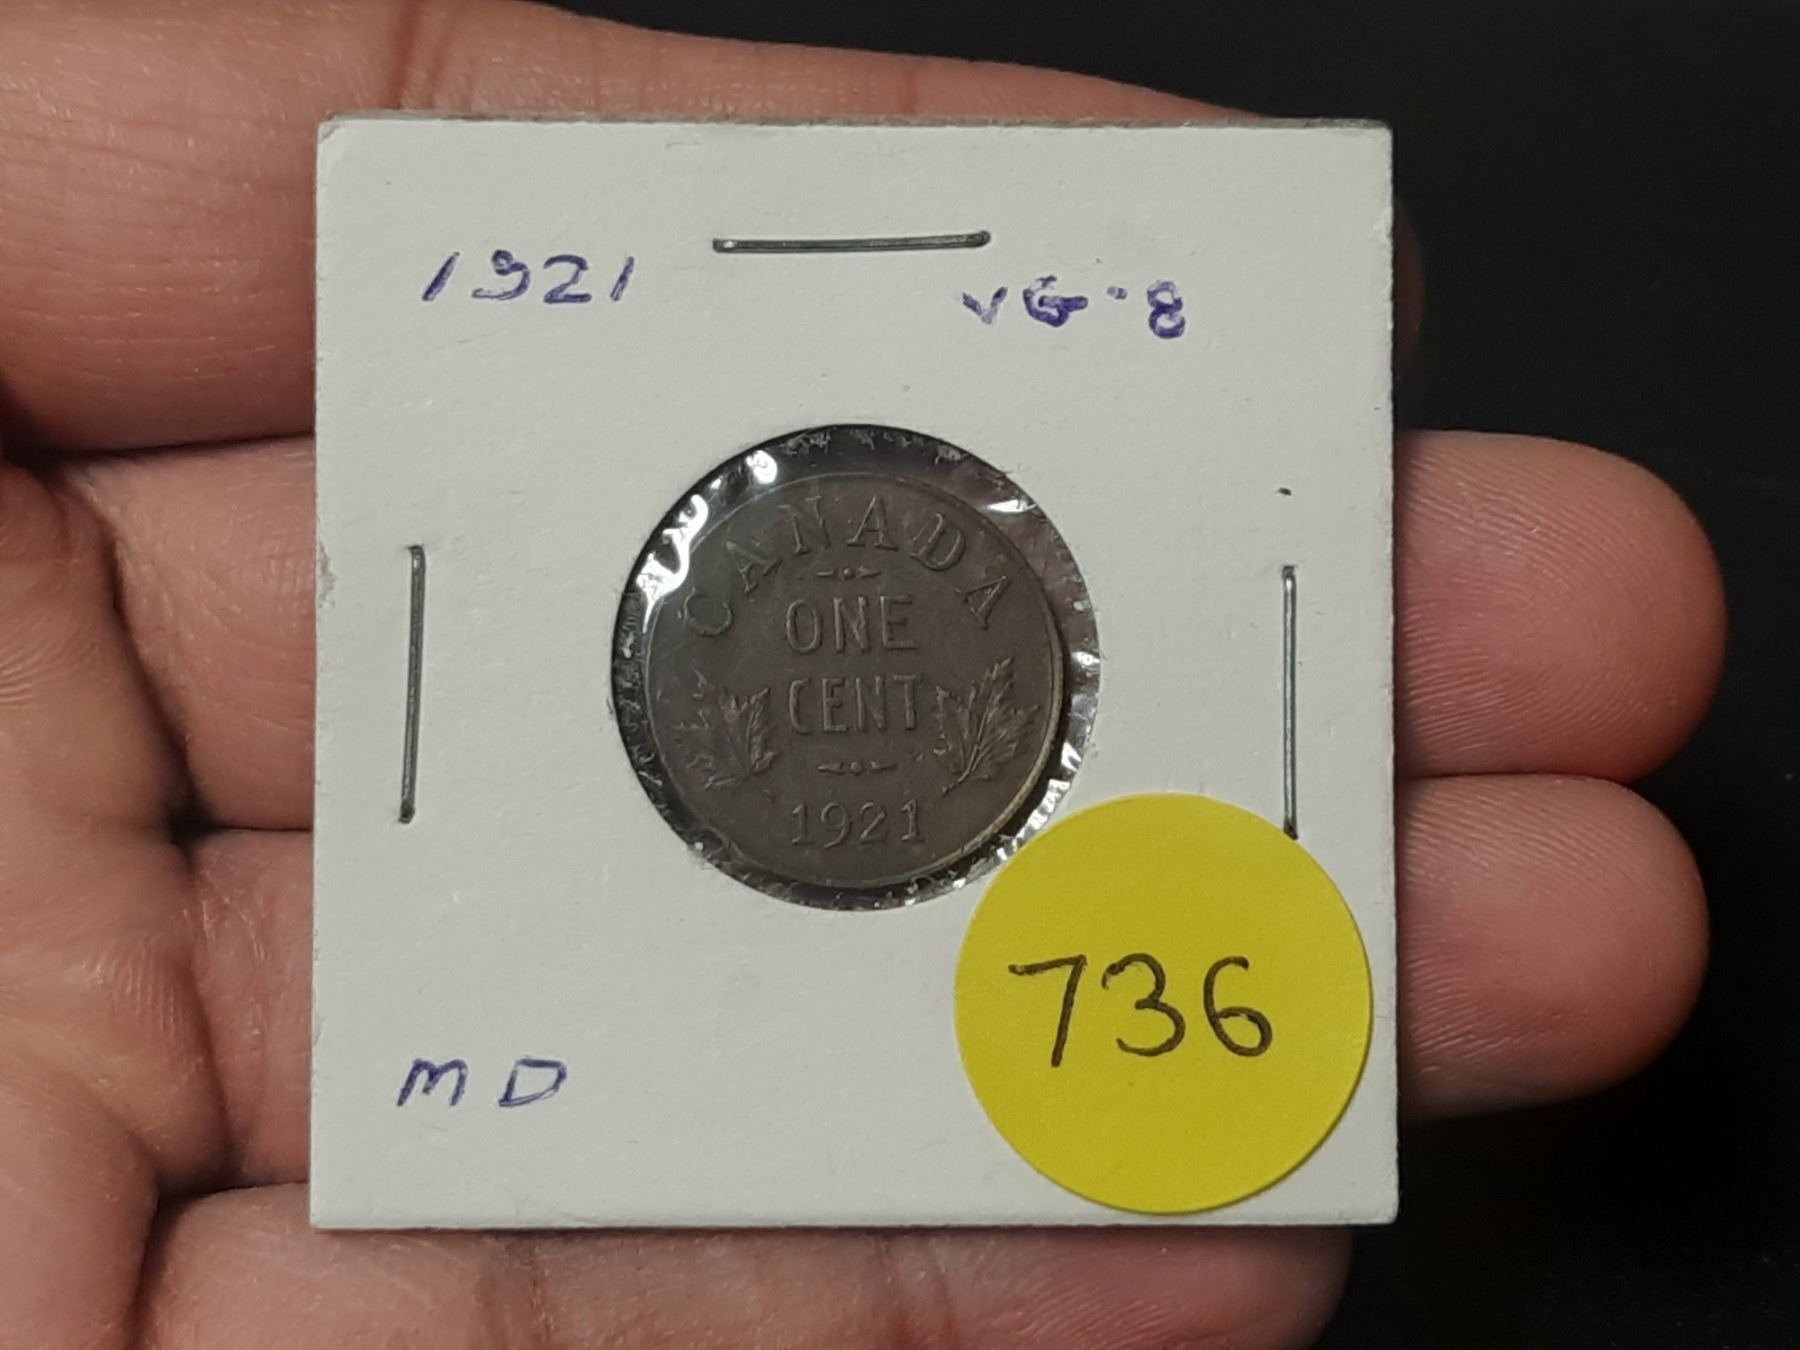 1921
VG-8
CANADA
ONE
CENT
1921
736
MD